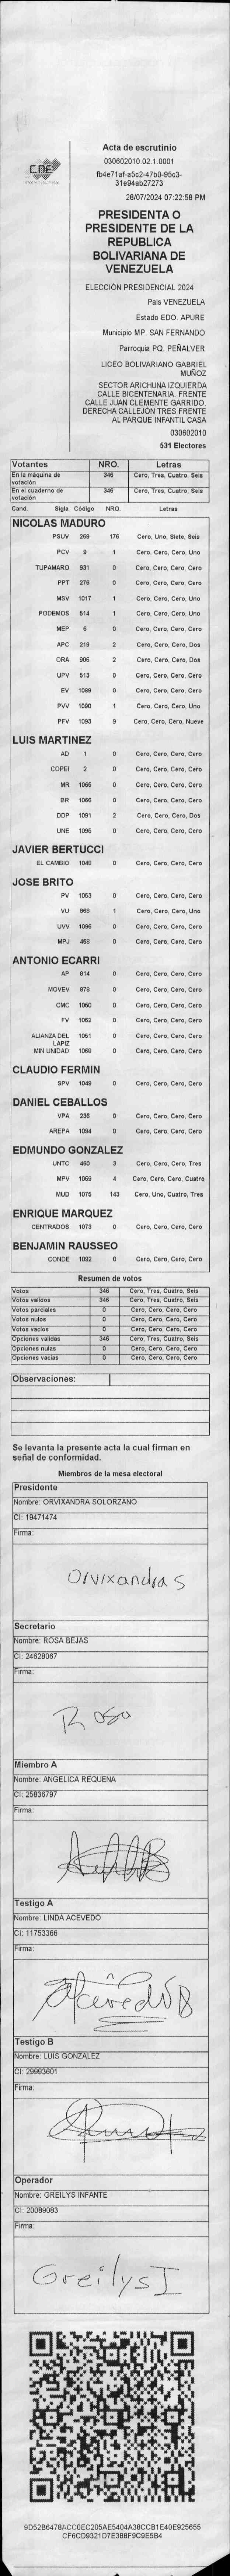 CNE
Acta de escrutinio
030602010.02.1.0001
fb4e71af-a5c2-47b0-95c3-
31e94ab27273
28/07/2024 07:22:58 PM
PRESIDENTA O
PRESIDENTE DE LA
REPUBLICA
BOLIVARIANA DE
VENEZUELA
ELECCIÓN PRESIDENCIAL 2024
País VENEZUELA
Estado EDO. APURE
Municipio MP. SAN FERNANDO
Parroquia PQ. PEÑALVER
LICEO BOLIVARIANO GABRIEL
MUÑOZ
SECTOR ARICHUNA IZQUIERDA
CALLE BICENTENARIA. FRENTE
CALLE JUAN CLEMENTE GARRIDO.
DERECHA CALLEJÓN TRES FRENTE
AL PARQUE INFANTIL CASA
030602010
531 Electores
Votantes NRO. Letras
En la máquina de votación 346 Cero, Tres, Cuatro, Seis
En el cuaderno de votación 346 Cero, Tres, Cuatro, Seis
Cand. Sigla Código NRO. Letras
NICOLAS MADURO
PSUV 269 176 Cero, Uno, Siete, Seis
PCV 9 1 Cero, Cero, Cero, Uno
TUPAMARO 931 0 Cero, Cero, Cero, Cero
PPT 276 0 Cero, Cero, Cero, Cero
MSV 1017 1 Cero, Cero, Cero, Uno
PODEMOS 514 1 Cero, Cero, Cero, Uno
MEP 6 0 Cero, Cero, Cero, Cero
APC 219 2 Cero, Cero, Cero, Dos
ORA 905 2 Cero, Cero, Cero, Dos
UPV 513 0 Cero, Cero, Cero, Cero
EV 1089 0 Cero, Cero, Cero, Cero
PVV 1090 1 Cero, Cero, Cero, Uno
PFV 1093 9 Cero, Cero, Cero, Nueve
LUIS MARTINEZ
AD 1 0 Cero, Cero, Cero, Cero
COPEI 2 0 Cero, Cero, Cero, Cero
MR 1065 0 Cero, Cero, Cero, Cero
BR 1066 0 Cero, Cero, Cero, Cero
DDP 1091 2 Cero, Cero, Cero, Dos
UNE 1095 0 Cero, Cero, Cero, Cero
JAVIER BERTUCCI
EL CAMBIO 1048 0 Cero, Cero, Cero, Cero
JOSE BRITO
PV 1053 0 Cero, Cero, Cero, Cero
VU 968 1 Cero, Cero, Cero, Uno
UVV 1096 0 Cero, Cero, Cero, Cero
MPJ 458 0 Cero, Cero, Cero, Cero
ANTONIO ECARRI
AP 814 0 Cero, Cero, Cero, Cero
MOVEV 878 0 Cero, Cero, Cero, Cero
CMC 1050 0 Cero, Cero, Cero, Cero
FV 1062 0 Cero, Cero, Cero, Cero
ALIANZA DEL LAPIZ 1051 0 Cero, Cero, Cero, Cero
MIN UNIDAD 1069 0 Cero, Cero, Cero, Cero
CLAUDIO FERMIN
SPV 1049 0 Cero, Cero, Cero, Cero
DANIEL CEBALLOS
VPA 236 0 Cero, Cero, Cero, Cero
AREPA 1094 0 Cero, Cero, Cero, Cero
EDMUNDO GONZALEZ
UNTC 490 3 Cero, Cero, Cero, Tres
MPV 1059 4 Cero, Cero, Cero, Cuatro
MUD 1075 143 Cero, Uno, Cuatro, Tres
ENRIQUE MARQUEZ
CENTRADOS 1073 0 Cero, Cero, Cero, Cero
BENJAMIN RAUSSEO
CONDE 1092 0 Cero, Cero, Cero, Cero
Resumen de votos
Votos 346 Cero, Tres, Cuatro, Seis
Votos validos 346 Cero, Tres, Cuatro, Seis
Votos parciales 0 Cero, Cero, Cero, Cero
Votos nulos 0 Cero, Cero, Cero, Cero
Votos vacíos 0 Cero, Cero, Cero, Cero
Opciones validas 346 Cero, Tres, Cuatro, Seis
Opciones nulas 0 Cero, Cero, Cero, Cero
Opciones vacias 0 Cero, Cero, Cero, Cero
Observaciones:
Se levanta la presente acta la cual firman en
señal de conformidad.
Miembros de la mesa electoral
Presidente
Nombre: ORVIXANDRA SOLORZANO
CI: 19471474
Firma:
Orvixandra S
Secretario
Nombre: ROSA BEJAS
CI: 24628067
Firma:
Rosa
Miembro A
Nombre: ANGELICA REQUENA
CI: 25836797
Firma:
Testigo A
Nombre: LINDA ACEVEDO
CI: 11753366
Firma:
Testigo B
Nombre: LUIS GONZALEZ
CI: 29993601
Firma:
Operador
Nombre: GREILYS INFANTE
CI: 20089083
Firma:
Greilys I
9D52B6478ACC0EC205AE5404A38CCB1E40E925655
CF6CD9321D7E388F9C9E5B4